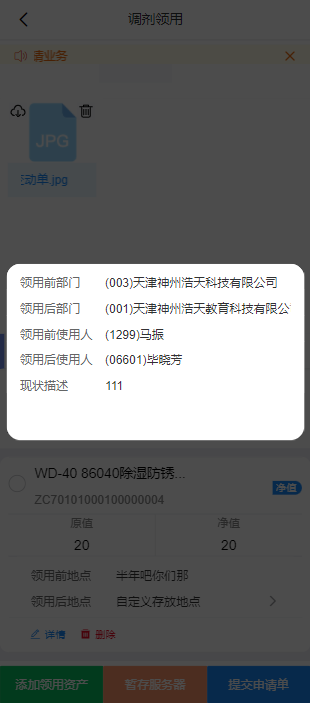 调剂领用
清业务
JPG
动单.jpg
领用前部门 (003)天津神州浩天科技有限公司
领用后部门 (001)天津神州浩天教育科技有限公
领用前使用人 (1299)马振
领用后使用人 (06601)毕晓芳
现状描述 111
WD-40 86040除湿防锈...
净值
ZC70101000100000004
原值 净值
20 20
领用前地点 半年吧你们那
领用后地点 自定义存放地点
详情 删除
添加领用资产 暂存服务器 提交申请单